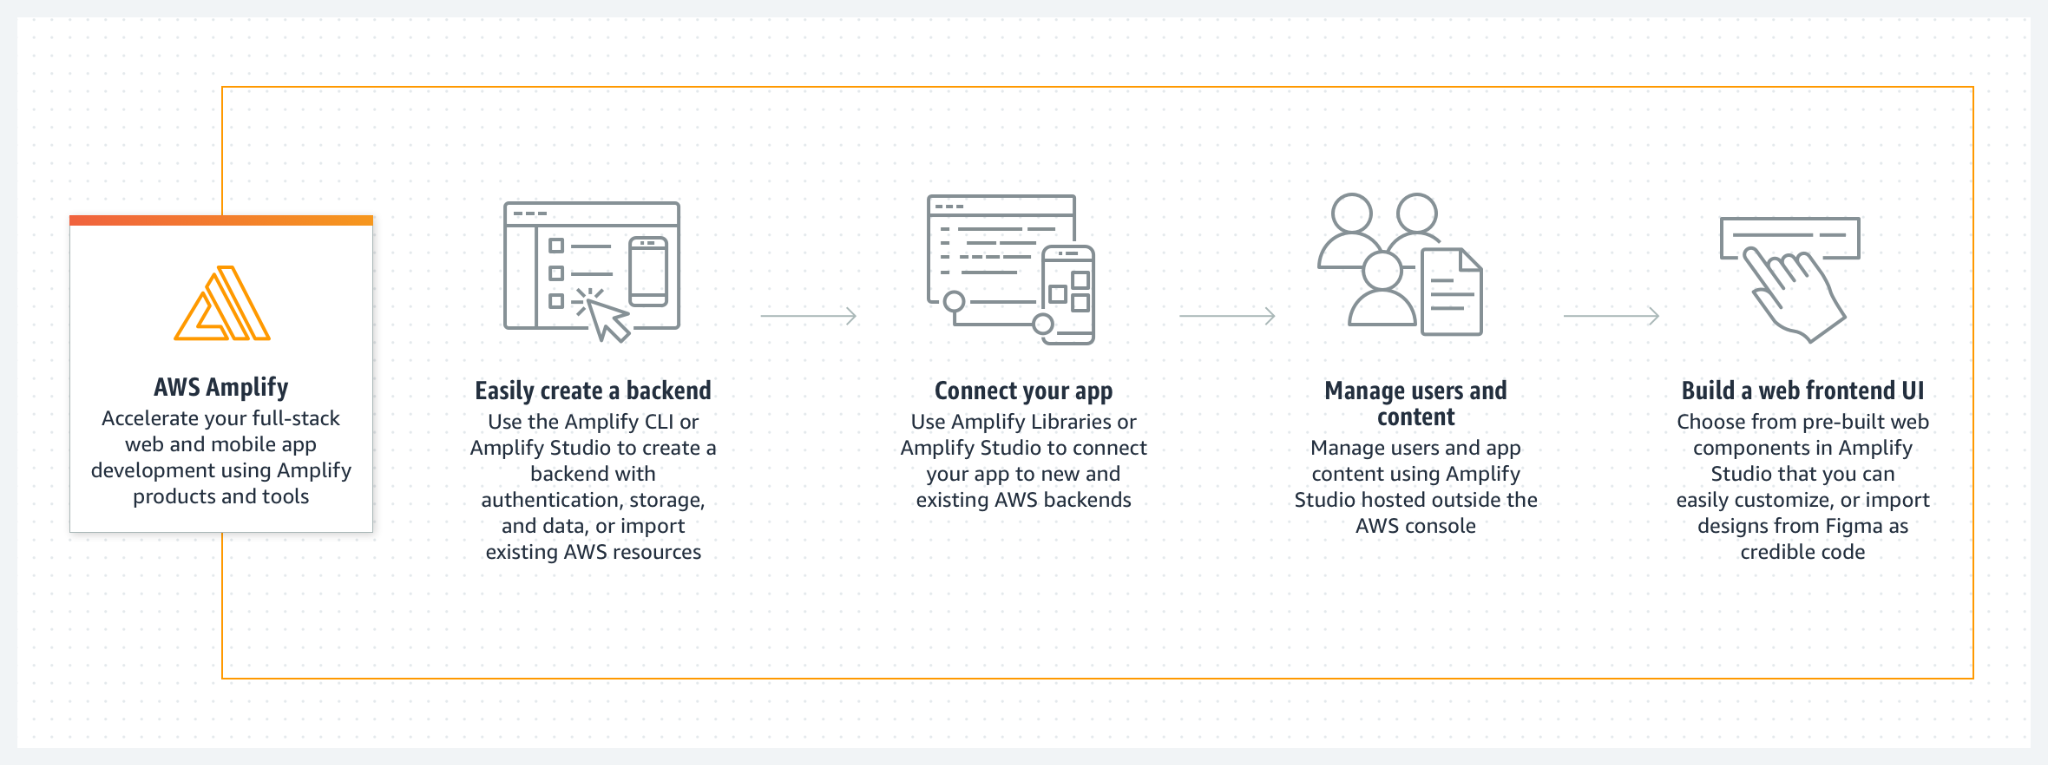 AWS Amplify
Accelerate your full-stack
web and mobile app
development using Amplify
products and tools
Easily create a backend
Use the Amplify CLI or
Amplify Studio to create a
backend with
authentication, storage,
and data, or import
existing AWS resources
Connect your app
Use Amplify Libraries or
Amplify Studio to connect
your app to new and
existing AWS backends
Manage users and
content
Manage users and app
content using Amplify
Studio hosted outside the
AWS console
Build a web frontend UI
Choose from pre-built web
components in Amplify
Studio that you can
easily customize, or import
designs from Figma as
credible code